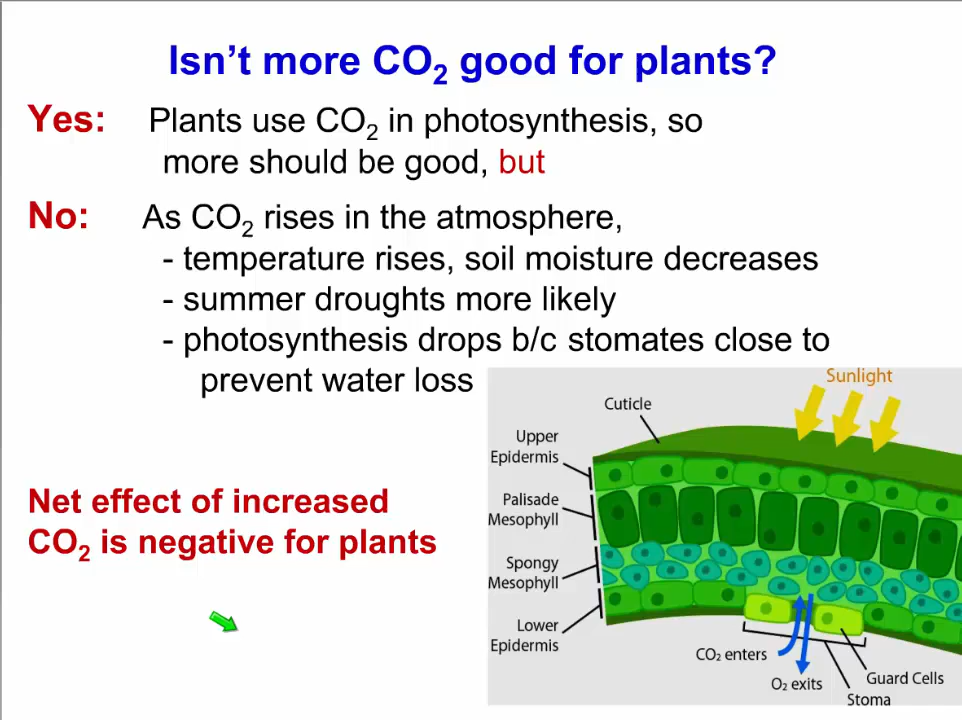 Isn't more CO₂ good for plants?
Yes: Plants use CO₂ in photosynthesis, so
more should be good, but
No: As CO₂ rises in the atmosphere,
- temperature rises, soil moisture decreases
- summer droughts more likely
- photosynthesis drops b/c stomates close to
prevent water loss
Net effect of increased
CO₂ is negative for plants
Sunlight
Cuticle
Upper
Epidermis
Palisade
Mesophyll
Spongy
Mesophyll
Lower
Epidermis
CO₂ enters
O₂ exits
Guard Cells
Stoma